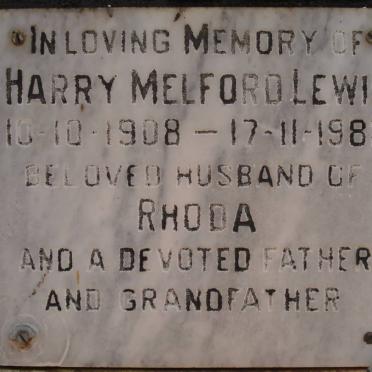 IN LOVING MEMORY OF
HARRY MELFORD LEWI
10-10-1908 - 17-11-198
BELOVED HUSBAND OF
RHODA
AND A DEVOTED FATHER
AND GRANDFATHER